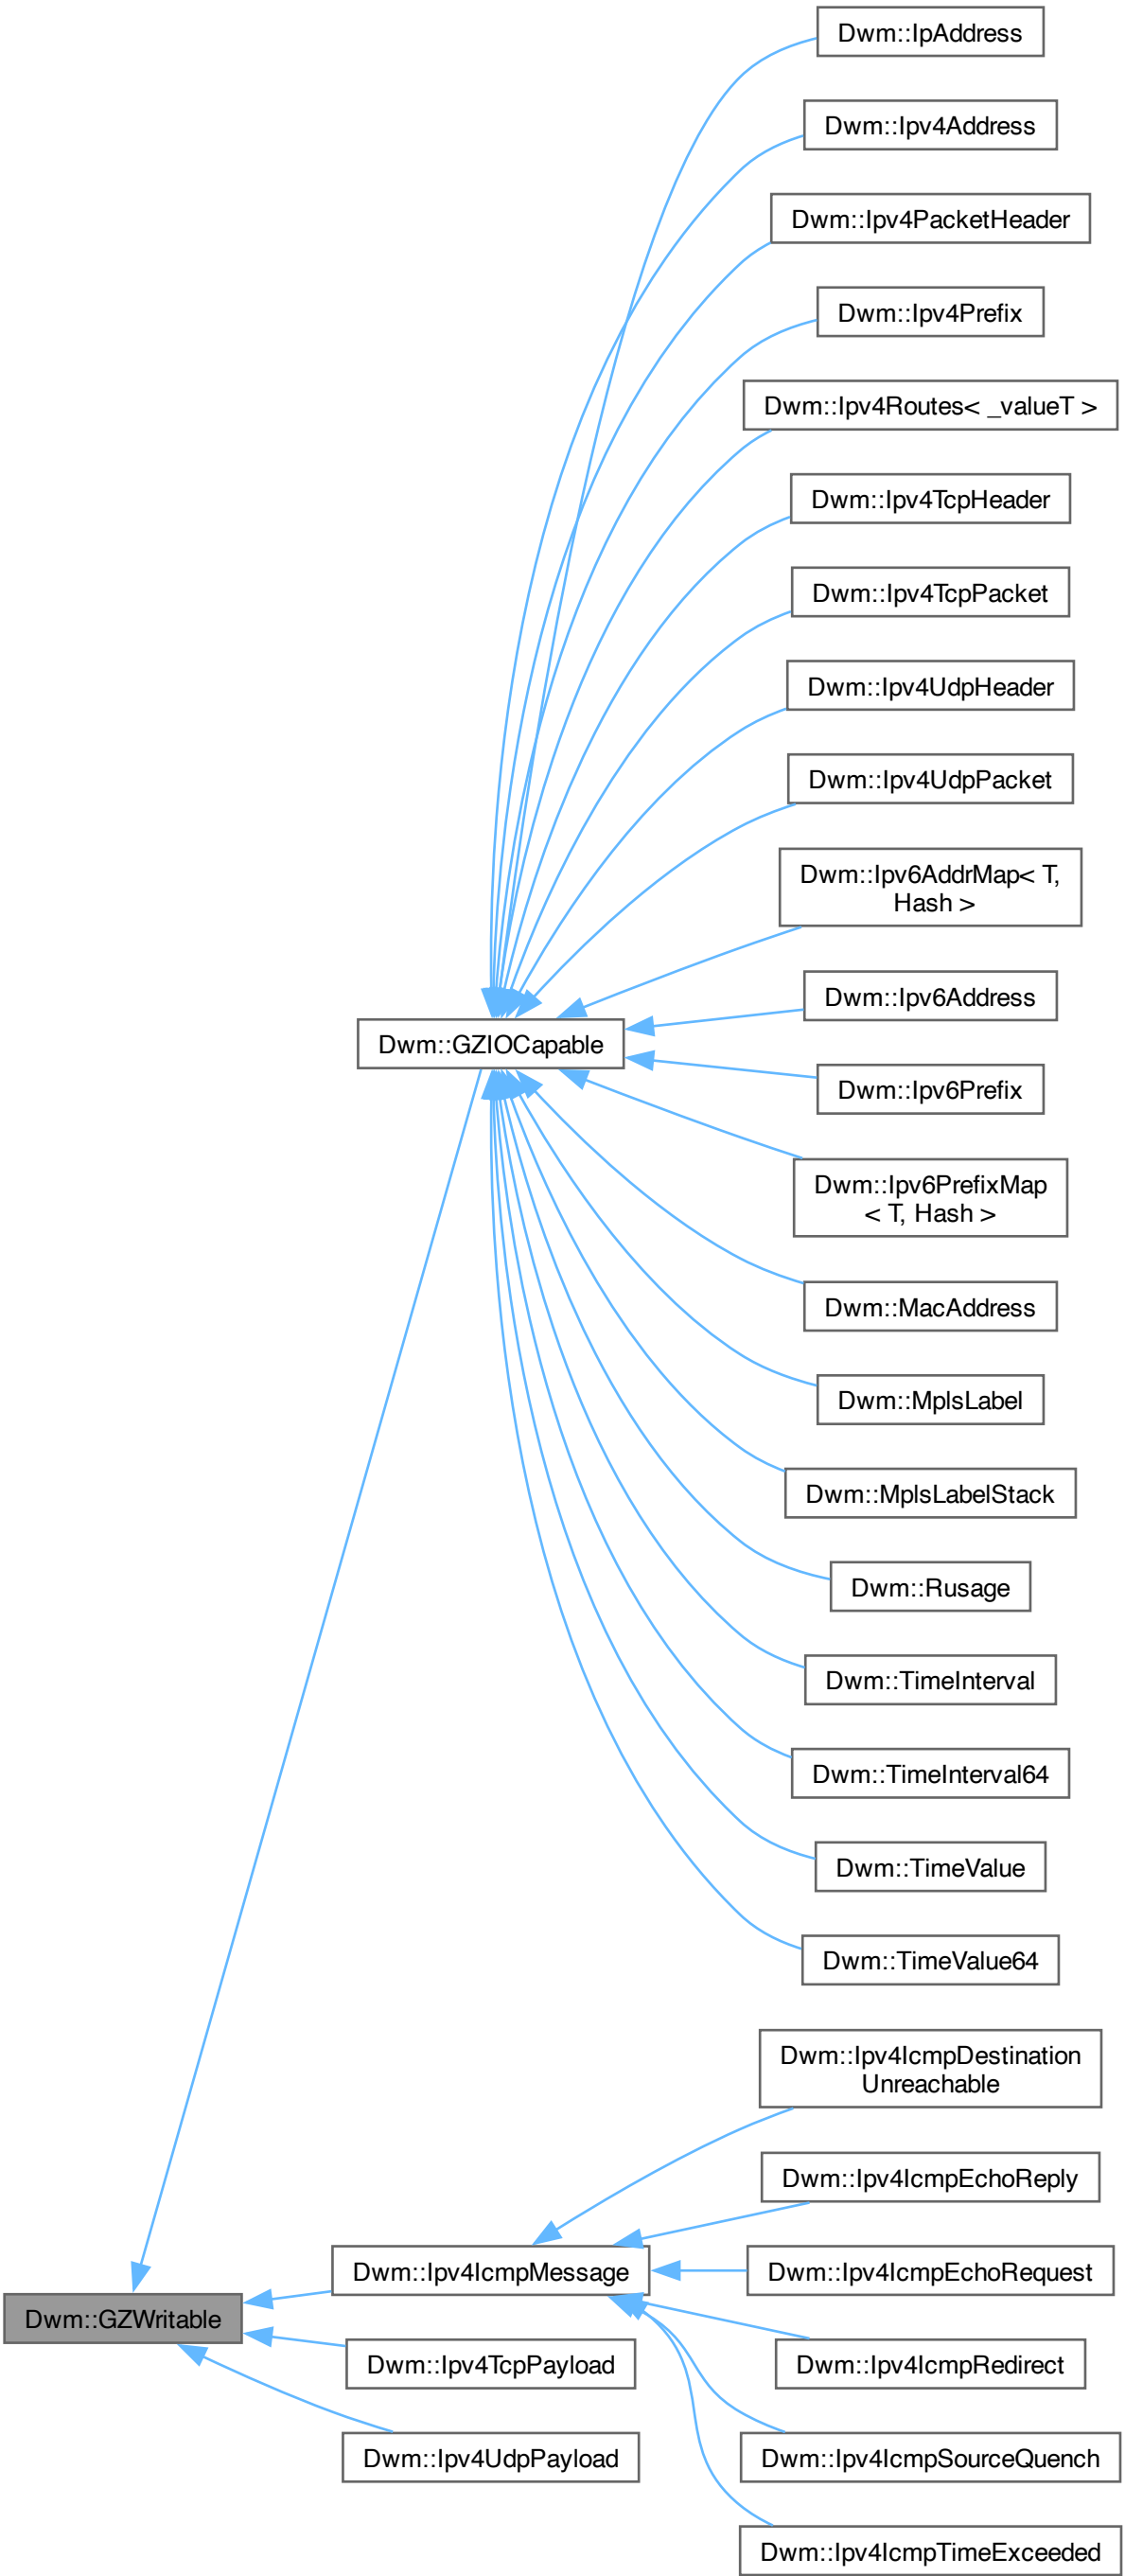 Dwm::IpAddress
Dwm::Ipv4Address
Dwm::Ipv4PacketHeader
Dwm::Ipv4Prefix
Dwm::Ipv4Routes< _valueT >
Dwm::Ipv4TcpHeader
Dwm::Ipv4TcpPacket
Dwm::Ipv4UdpHeader
Dwm::Ipv4UdpPacket
Dwm::Ipv6AddrMap< T,
Hash >
Dwm::Ipv6Address
Dwm::GZIOCapable
Dwm::Ipv6Prefix
Dwm::Ipv6PrefixMap
< T, Hash >
Dwm::MacAddress
Dwm::MplsLabel
Dwm::MplsLabelStack
Dwm::Rusage
Dwm::TimeInterval
Dwm::TimeInterval64
Dwm::TimeValue
Dwm::TimeValue64
Dwm::Ipv4IcmpDestination
Unreachable
Dwm::Ipv4IcmpEchoReply
Dwm::Ipv4IcmpMessage
Dwm::Ipv4IcmpEchoRequest
Dwm::GZWritable
Dwm::Ipv4TcpPayload
Dwm::Ipv4IcmpRedirect
Dwm::Ipv4UdpPayload
Dwm::Ipv4IcmpSourceQuench
Dwm::Ipv4IcmpTimeExceeded